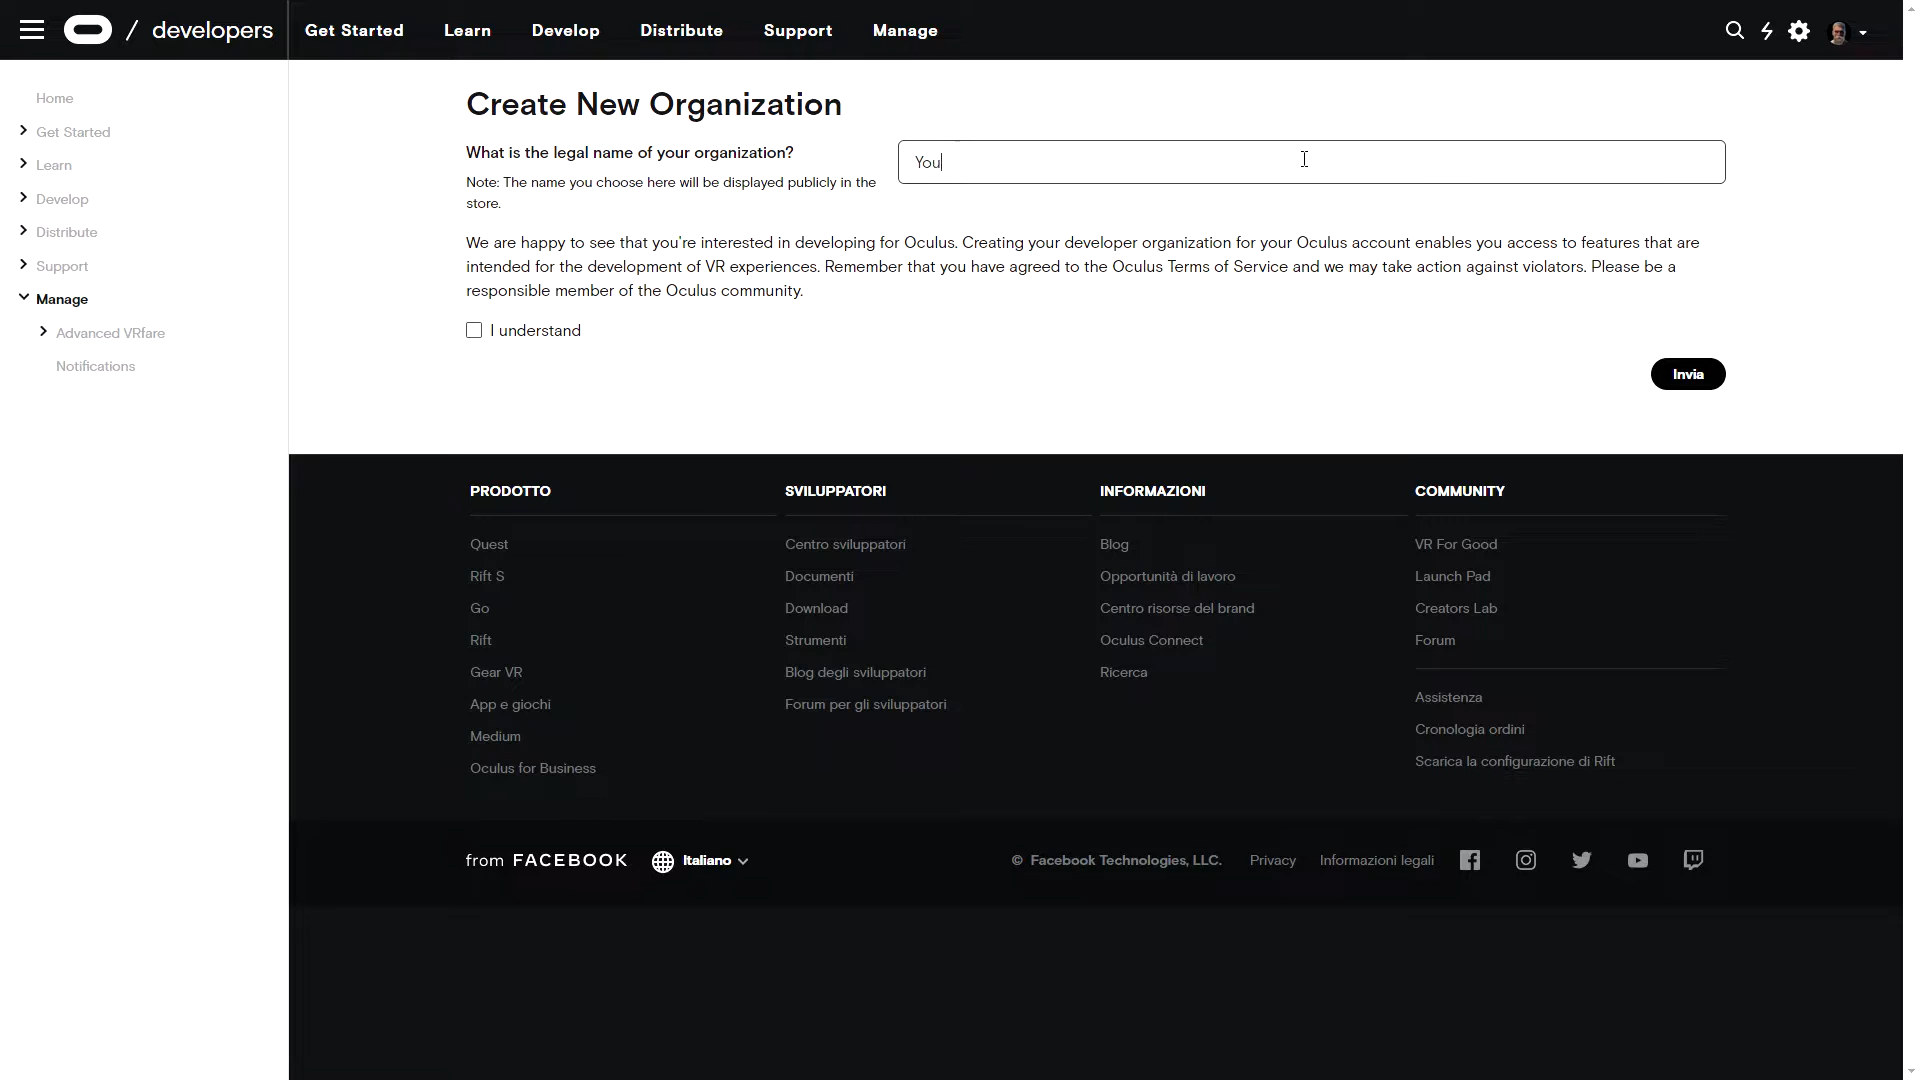 / developers
Get Started
Learn
Develop
Distribute
Support
Manage
Home
Get Started
Learn
Develop
Distribute
Support
Manage
Advanced VRfare
Notifications
Create New Organization
What is the legal name of your organization?
You
Note: The name you choose here will be displayed publicly in the
store.
We are happy to see that you're interested in developing for Oculus. Creating your developer organization for your Oculus account enables you access to features that are
intended for the development of VR experiences. Remember that you have agreed to the Oculus Terms of Service and we may take action against violators. Please be a
responsible member of the Oculus community.
I understand
Invia
PRODOTTO
Quest
Rift S
Go
Rift
Gear VR
App e giochi
Medium
Oculus for Business
SVILUPPATORI
Centro sviluppatori
Documenti
Download
Strumenti
Blog degli sviluppatori
Forum per gli sviluppatori
INFORMAZIONI
Blog
Opportunità di lavoro
Centro risorse del brand
Oculus Connect
Ricerca
COMMUNITY
VR For Good
Launch Pad
Creators Lab
Forum
Assistenza
Cronologia ordini
Scarica la configurazione di Rift
from FACEBOOK
Italiano
© Facebook Technologies, LLC.
Privacy
Informazioni legali